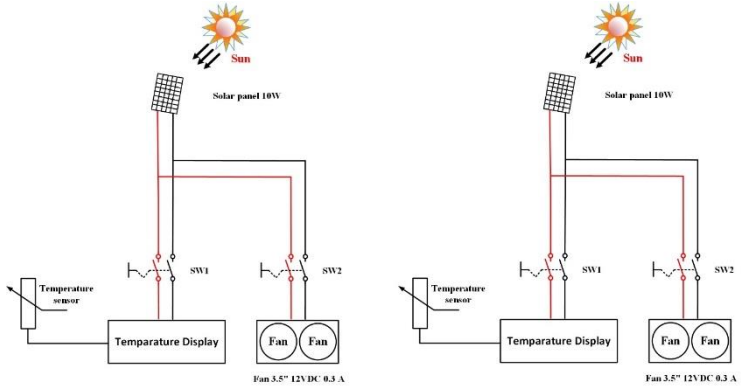 Sun
Solar panel 10W
SW1
SW2
Temperature
sensor
Temparature Display
Fan
Fan
Fan 3.5" 12VDC 0.3 A
Sun
Solar panel 10W
SW1
SW2
Temperature
sensor
Temparature Display
Fan
Fan
Fan 3.5" 12VDC 0.3 A